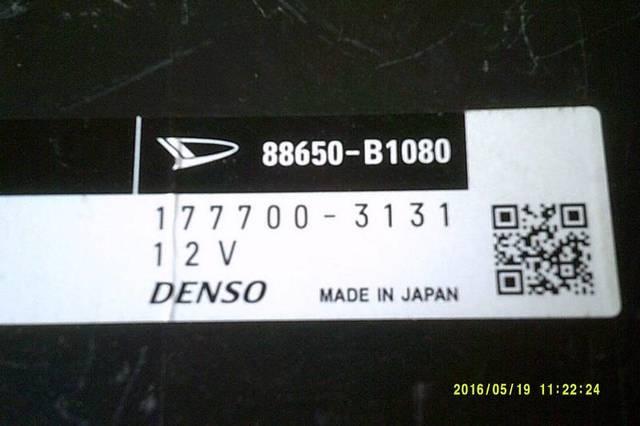 88650-B1080
177700-3131
12V
DENSO
MADE IN JAPAN
2016/05/19 11:22:24